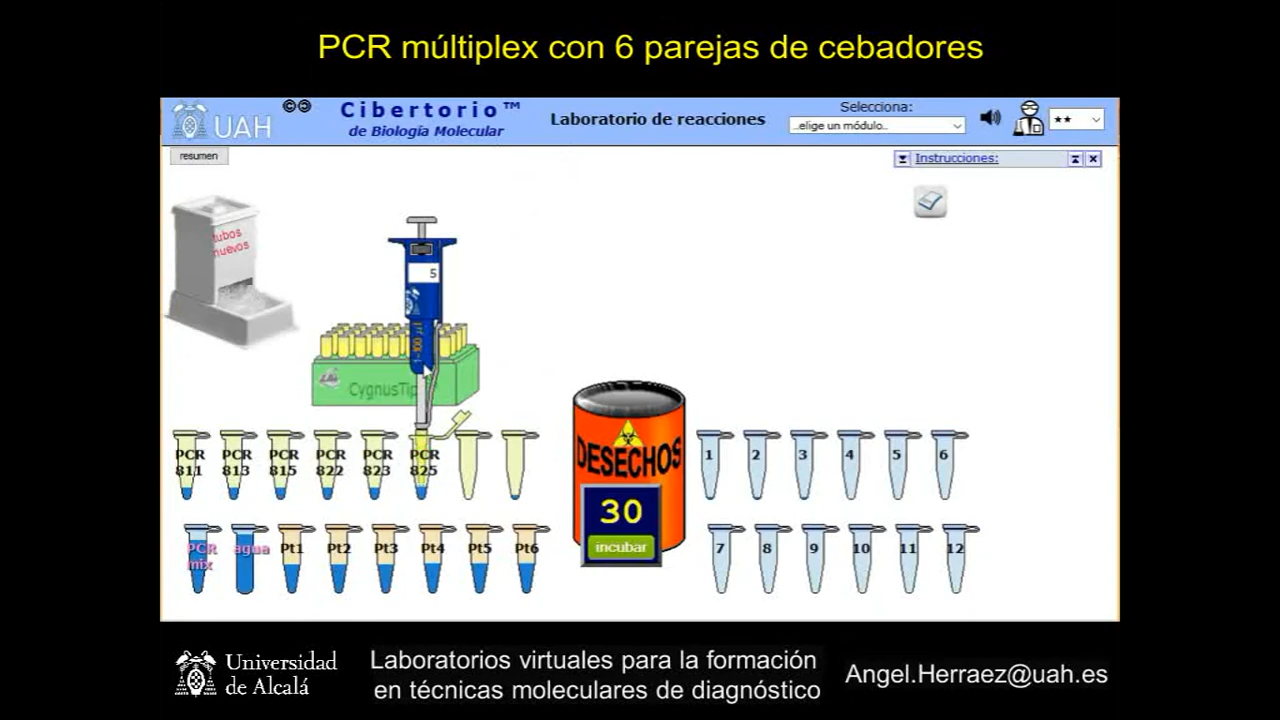 PCR múltiplex con 6 parejas de cebadores
UAH
Cibertorio™
de Biología Molecular
Laboratorio de reacciones
Selecciona:
..elige un módulo..
★★
resumen
Instrucciones:
tubos
nuevos
5
1-100 µl
CygnusTip
PCR 811
PCR 813
PCR 815
PCR 822
PCR 823
PCR 825
DESECHOS
30
incubar
1 2 3 4 5 6
PCR mix
agua
Pt1 Pt2 Pt3 Pt4 Pt5 Pt6
7 8 9 10 11 12
Universidad
de Alcalá
Laboratorios virtuales para la formación
en técnicas moleculares de diagnóstico
Angel.Herraez@uah.es